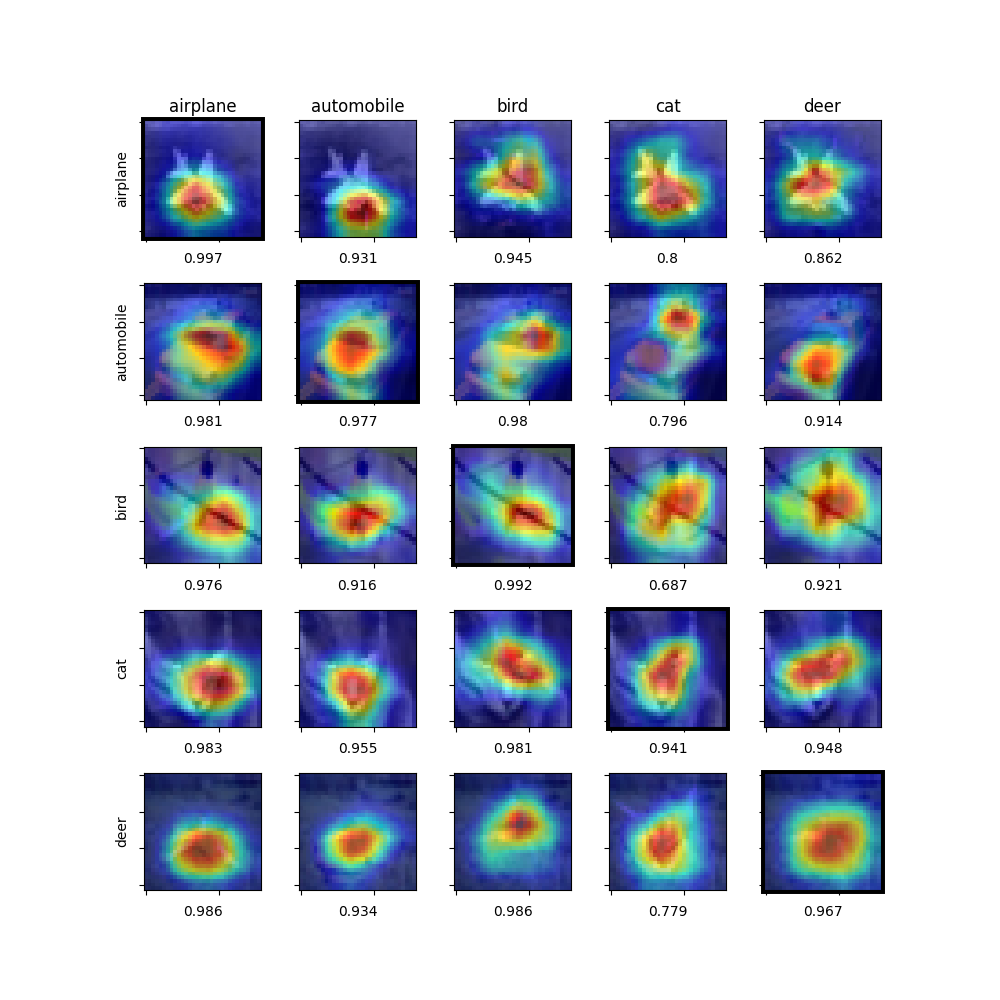 airplane automobile bird cat deer
airplane
0.997 0.931 0.945 0.8 0.862
automobile
0.981 0.977 0.98 0.796 0.914
bird
0.976 0.916 0.992 0.687 0.921
cat
0.983 0.955 0.981 0.941 0.948
deer
0.986 0.934 0.986 0.779 0.967